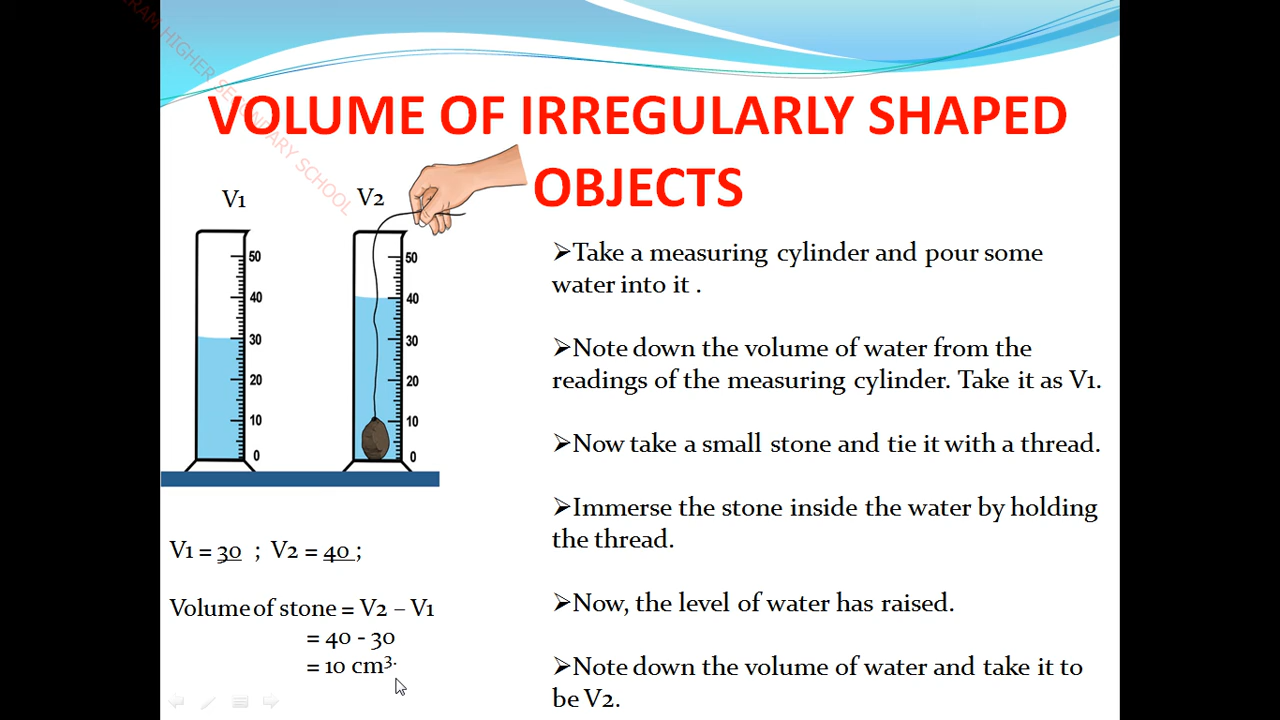 RAM HIGHER SECONDARY SCHOOL
VOLUME OF IRREGULARLY SHAPED
OBJECTS
V1
V2
50
40
30
20
10
0
50
40
30
20
10
0
➢Take a measuring cylinder and pour some
water into it .
➢Note down the volume of water from the
readings of the measuring cylinder. Take it as V1.
➢Now take a small stone and tie it with a thread.
➢Immerse the stone inside the water by holding
the thread.
➢Now, the level of water has raised.
➢Note down the volume of water and take it to
be V2.
V1 = 30 ; V2 = 40 ;
Volume of stone = V2 – V1
= 40 - 30
= 10 cm³.